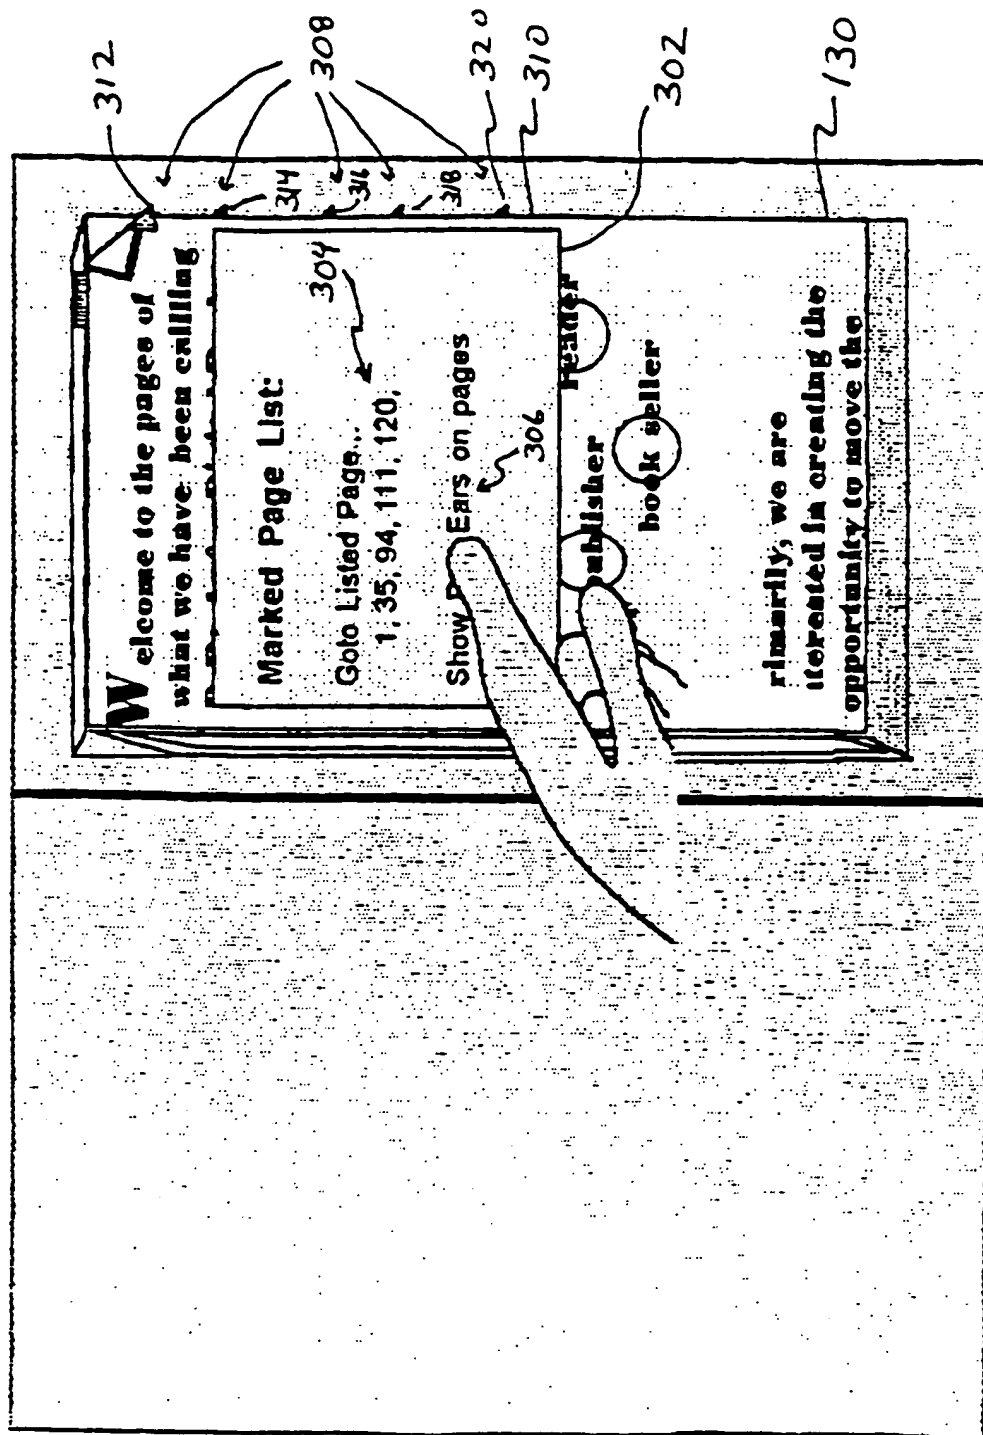 312
308
320
310
302
130
314
316
318
W elcome to the pages of
what we have been callling
Marked Page List:
304
Goto Listed Page...
1, 35, 94, 111, 120,
Show Ears on pages
306
reader
publisher
book seller
rimarily, we are
iterested in creating the
opportunity to move the